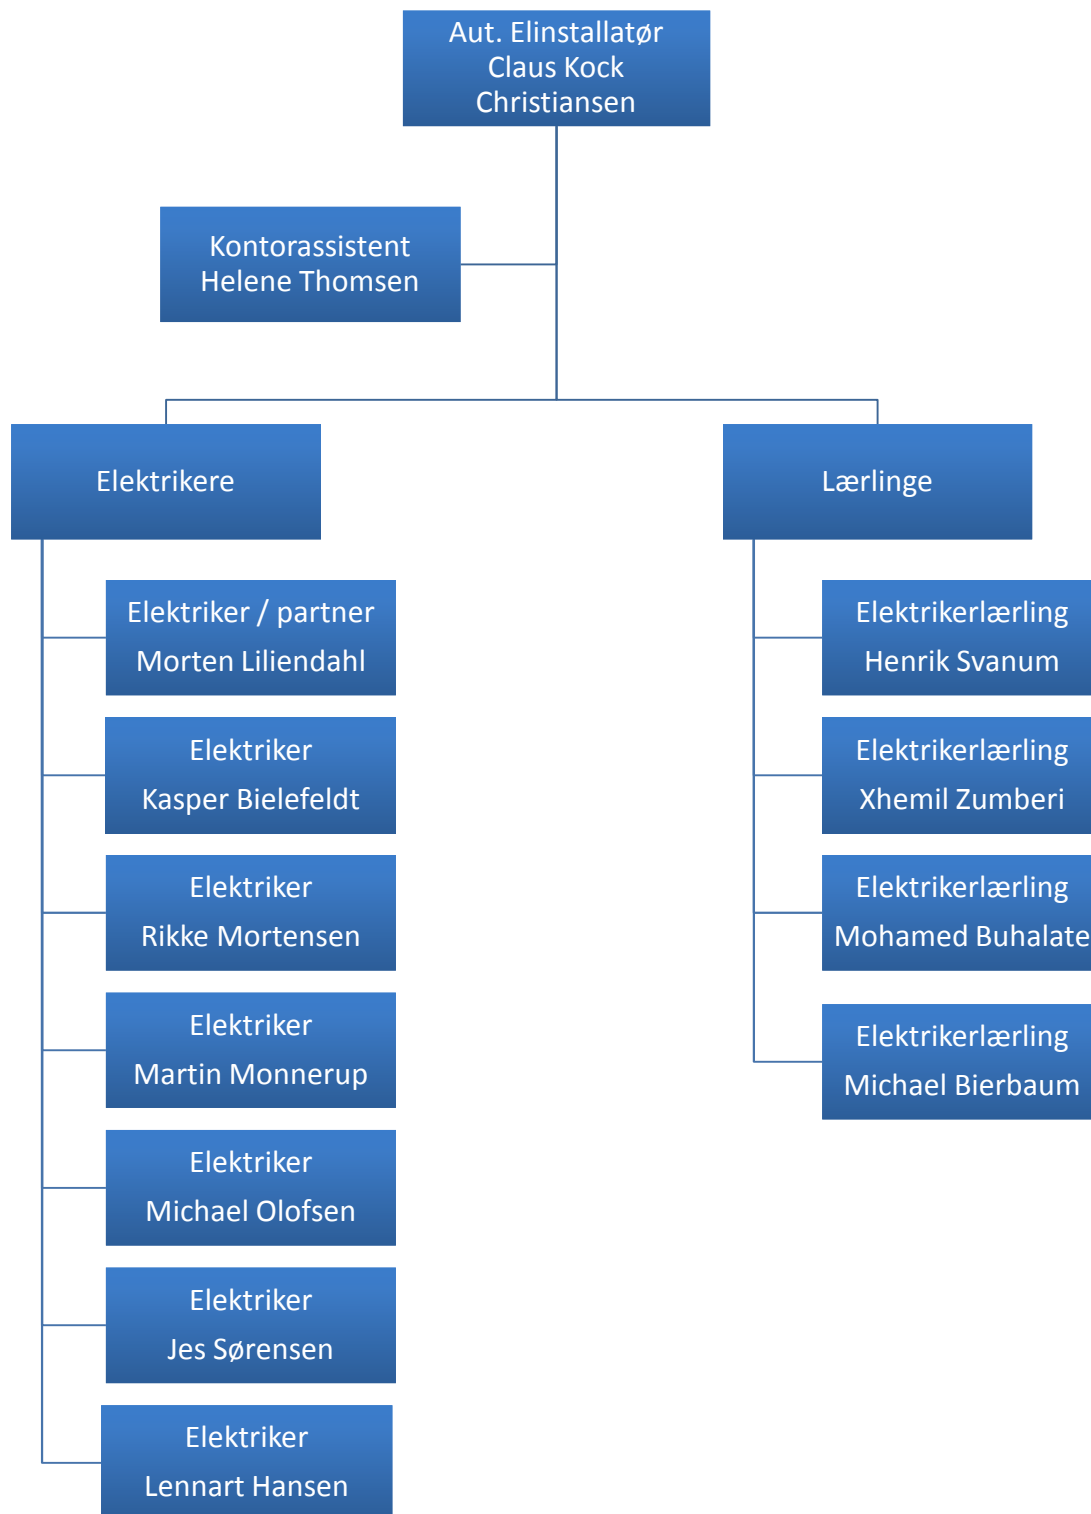 Aut. Elinstallatør
Claus Kock
Christiansen
Kontorassistent
Helene Thomsen
Elektrikere
Elektriker / partner
Morten Liliendahl
Elektriker
Kasper Bielefeldt
Elektriker
Rikke Mortensen
Elektriker
Martin Monnerup
Elektriker
Michael Olofsen
Elektriker
Jes Sørensen
Elektriker
Lennart Hansen
Lærlinge
Elektrikerlærling
Henrik Svanum
Elektrikerlærling
Xhemil Zumberi
Elektrikerlærling
Mohamed Buhalate
Elektrikerlærling
Michael Bierbaum